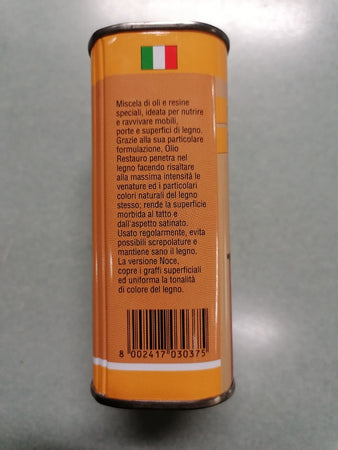 Miscela di oli e resine
speciali, ideata per nutrire
e ravvivare mobili,
porte e superfici di legno.
Grazie alla sua particolare
formulazione, Olio
Restauro penetra nel
legno facendo risaltare
alla massima intensità le
venature ed i particolari
colori naturali del legno
stesso; rende la superficie
morbida al tatto e
dall'aspetto satinato.
Usato regolarmente, evita
possibili screpolature e
mantiene sano il legno.
La versione Noce,
copre i graffi superficiali
ed uniforma la tonalità
di colore del legno.
8 002417 030375